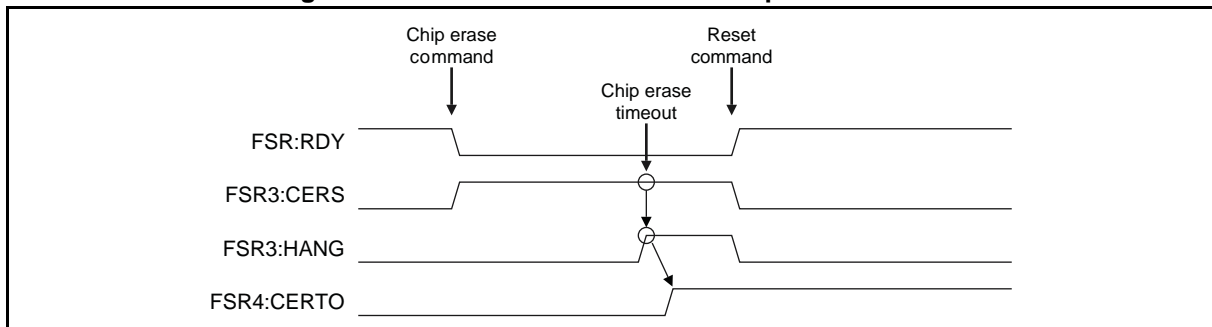 Chip erase
command
Reset
command
Chip erase
timeout
FSR:RDY
FSR3:CERS
FSR3:HANG
FSR4:CERTO